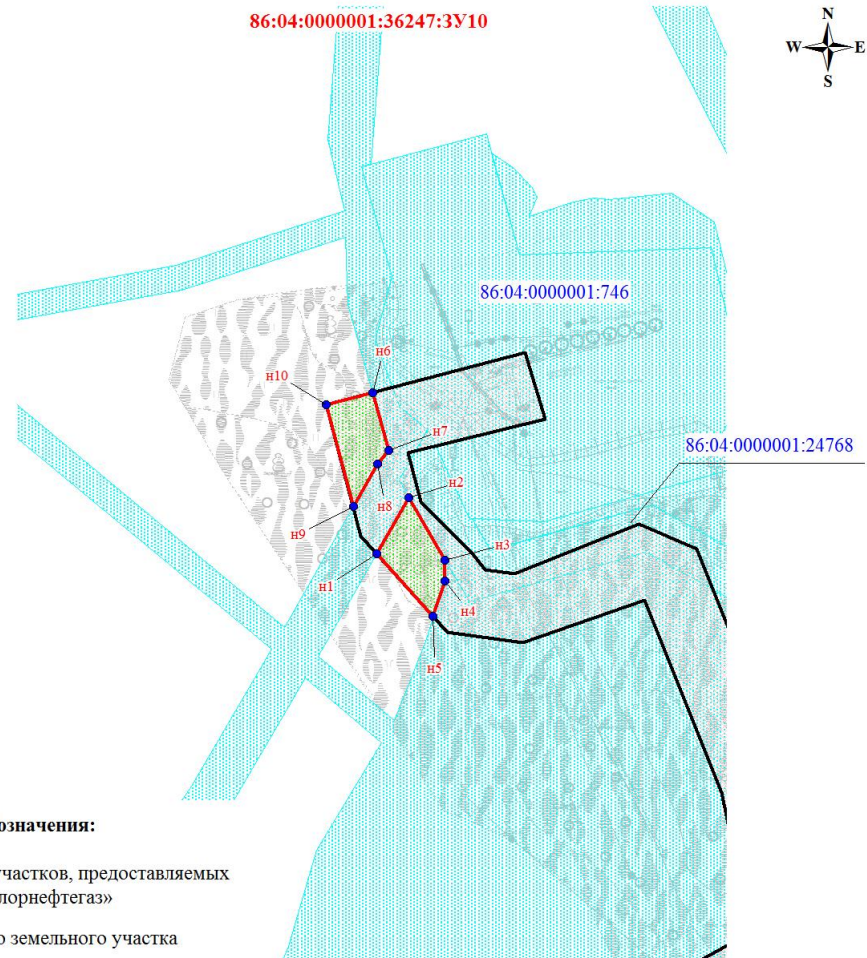 86:04:0000001:36247:ЗУ10
N
W E
S
86:04:0000001:746
н6
н10
н7
86:04:0000001:24768
н2
н8
н9
н3
н1
н4
н5
означения:
участков, предоставляемых
лорнефтегаз»
о земельного участка